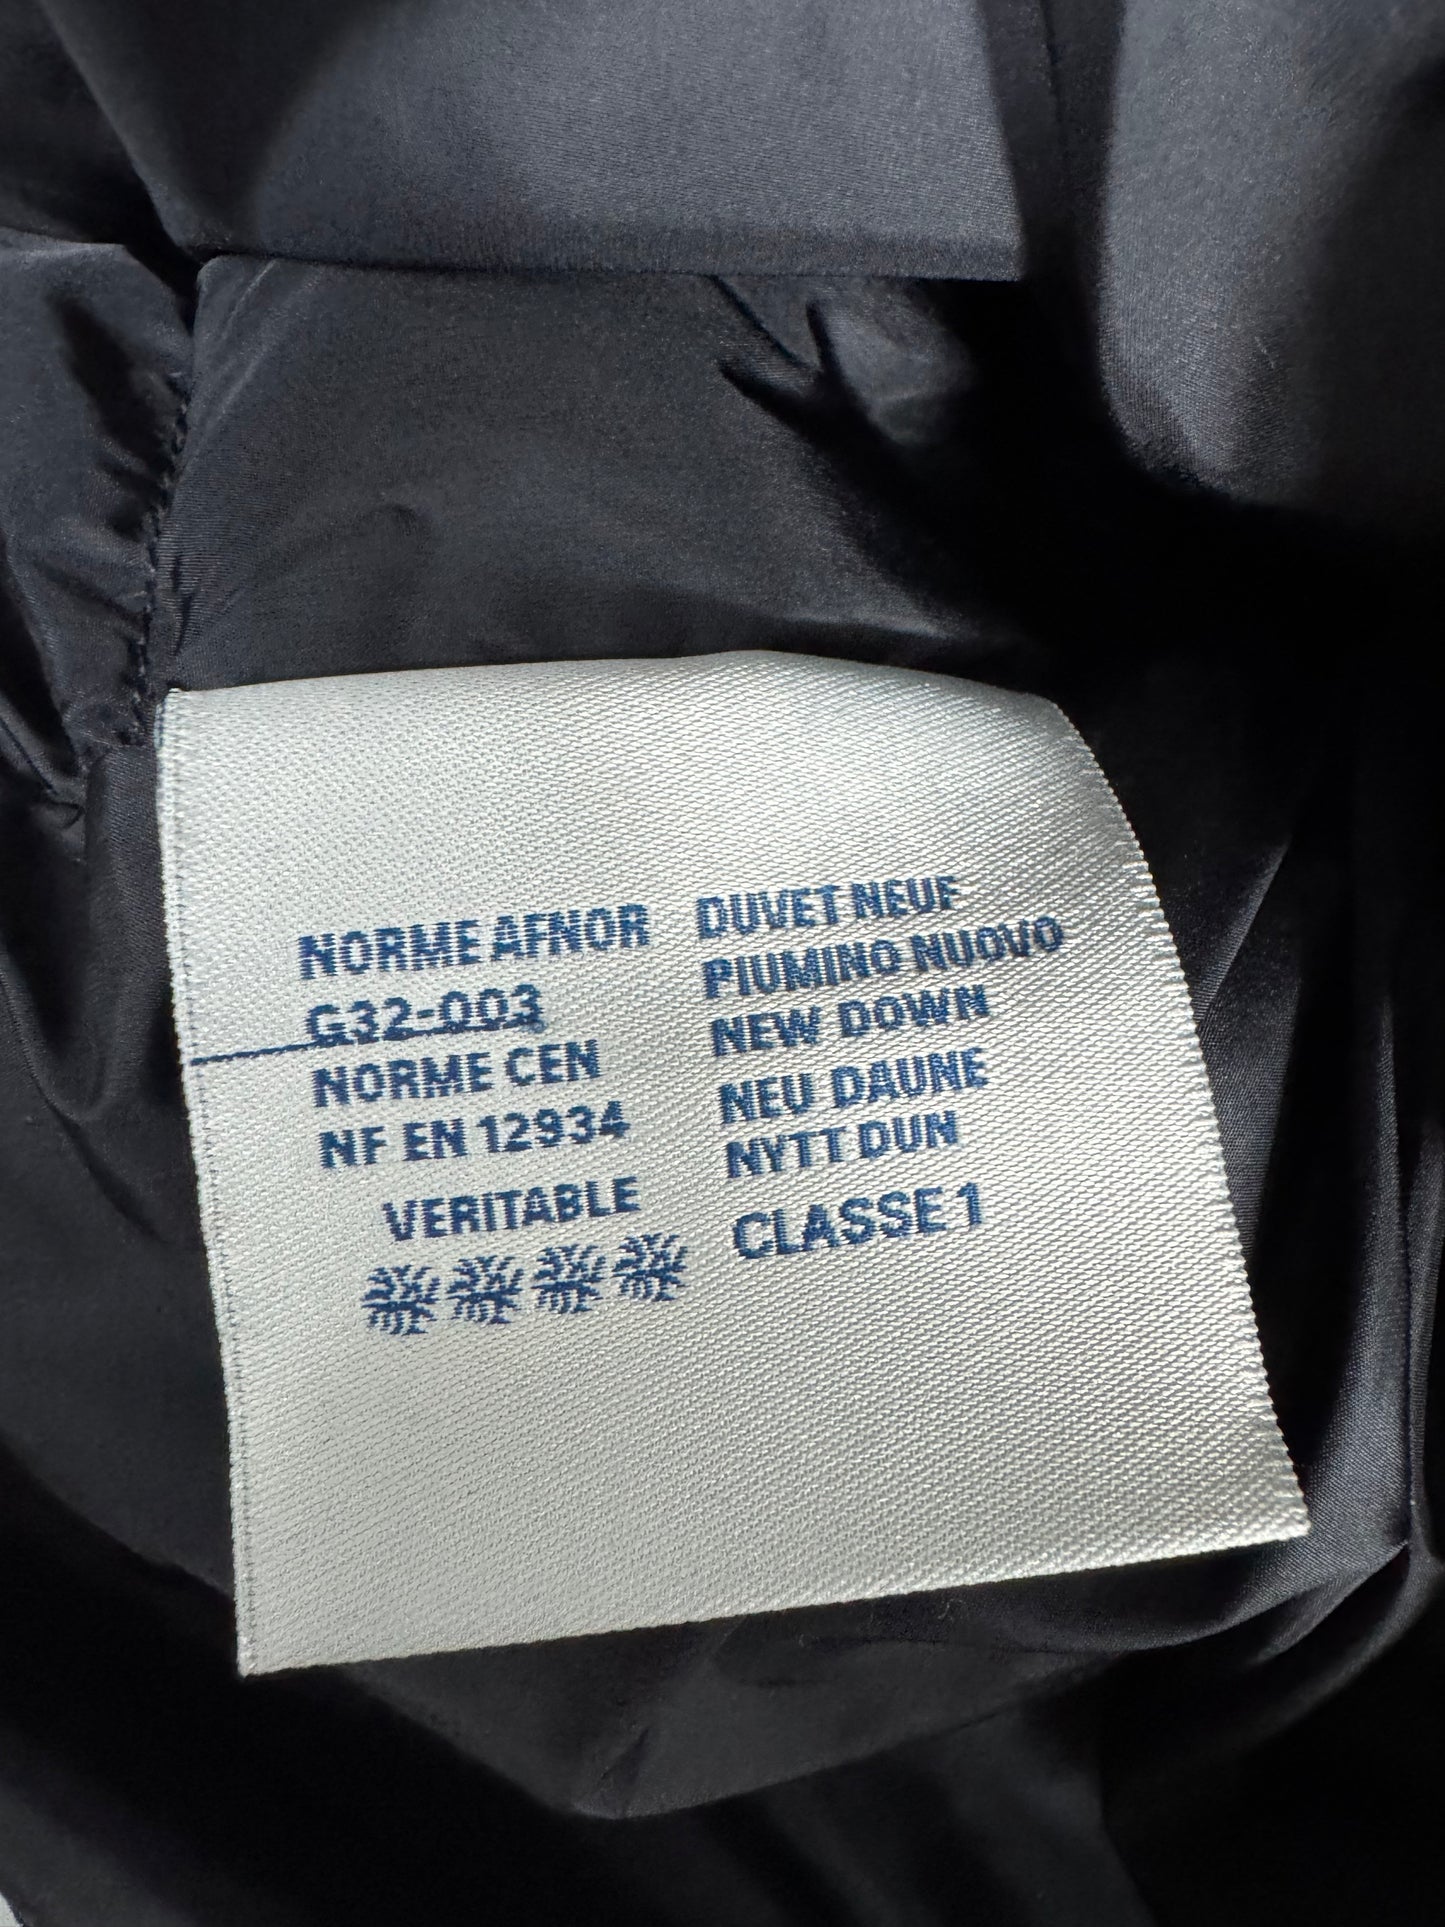 NORME AFNOR
G32-003
NORME CEN
NF EN 12934
VERITABLE
DUVET NEUF
PIUMINO NUOVO
NEW DOWN
NEU DAUNE
NYTT DUN
CLASSE 1